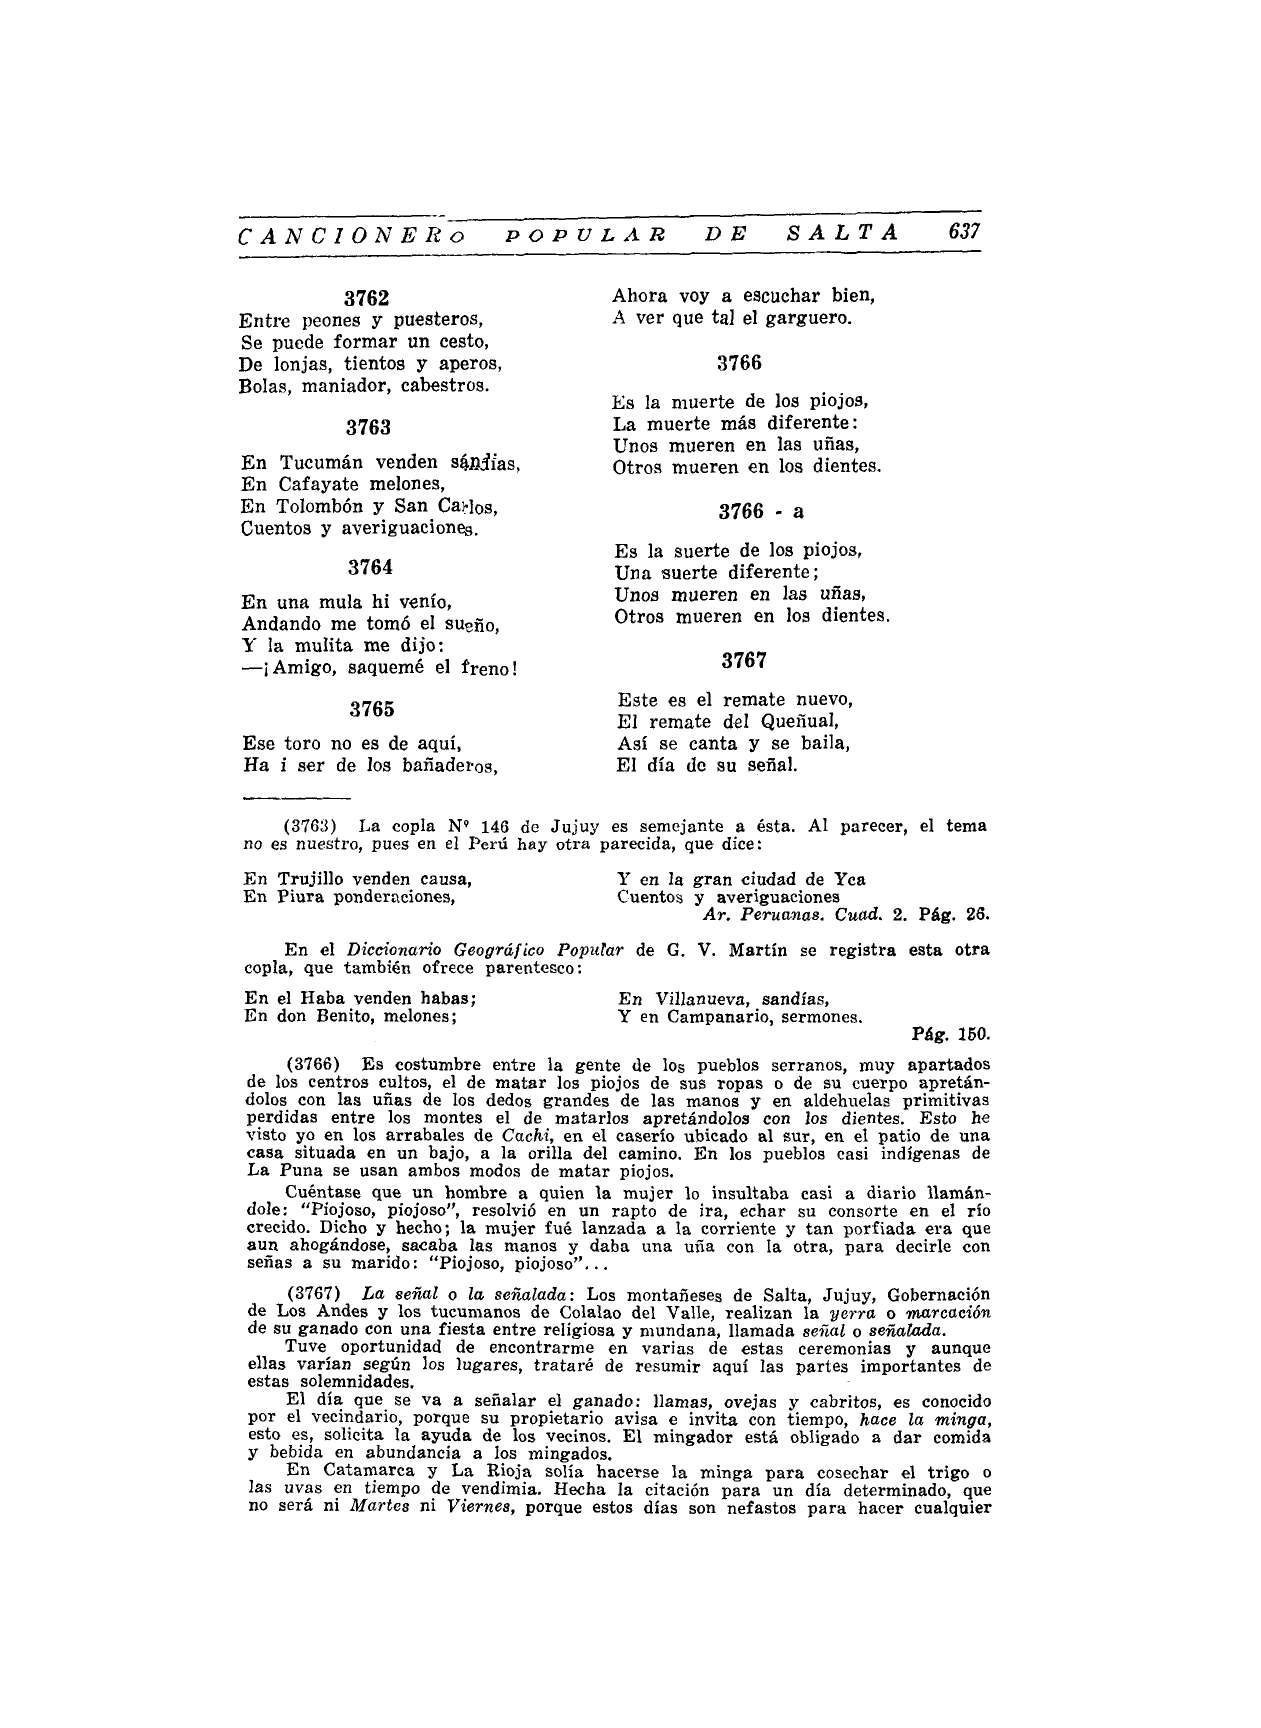 CANCIONERO POPULAR DE SALTA 637
3762
Entre peones y puesteros,
Se puede formar un cesto,
De lonjas, tientos y aperos,
Bolas, maniador, cabestros.
3763
En Tucumán venden sandías,
En Cafayate melones,
En Tolombón y San Carlos,
Cuentos y averiguaciones.
3764
En una mula hi venío,
Andando me tomó el sueño,
Y la mulita me dijo:
—¡Amigo, saquemé el freno!
3765
Ese toro no es de aquí,
Ha i ser de los bañaderos,
Ahora voy a escuchar bien,
A ver que tal el garguero.
3766
Es la muerte de los piojos,
La muerte más diferente:
Unos mueren en las uñas,
Otros mueren en los dientes.
3766 - a
Es la suerte de los piojos,
Una suerte diferente;
Unos mueren en las uñas,
Otros mueren en los dientes.
3767
Este es el remate nuevo,
El remate del Queñual,
Así se canta y se baila,
El día de su señal.
(3763) La copla Nº 146 de Jujuy es semejante a ésta. Al parecer, el tema
no es nuestro, pues en el Perú hay otra parecida, que dice:
En Trujillo venden causa,
En Piura ponderaciones,
Y en la gran ciudad de Yca
Cuentos y averiguaciones
Ar. Peruanas. Cuad. 2. Pág. 26.
En el Diccionario Geográfico Popular de G. V. Martín se registra esta otra
copla, que también ofrece parentesco:
En el Haba venden habas;
En don Benito, melones;
En Villanueva, sandías,
Y en Campanario, sermones.
Pág. 150.
(3766) Es costumbre entre la gente de los pueblos serranos, muy apartados
de los centros cultos, el de matar los piojos de sus ropas o de su cuerpo apretán-
dolos con las uñas de los dedos grandes de las manos y en aldehuelas primitivas
perdidas entre los montes el de matarlos apretándolos con los dientes. Esto he
visto yo en los arrabales de Cachi, en el caserío ubicado al sur, en el patio de una
casa situada en un bajo, a la orilla del camino. En los pueblos casi indígenas de
La Puna se usan ambos modos de matar piojos.
Cuéntase que un hombre a quien la mujer lo insultaba casi a diario llamán-
dole: "Piojoso, piojoso", resolvió en un rapto de ira, echar su consorte en el río
crecido. Dicho y hecho; la mujer fué lanzada a la corriente y tan porfiada era que
aun ahogándose, sacaba las manos y daba una uña con la otra, para decirle con
señas a su marido: "Piojoso, piojoso"...
(3767) La señal o la señalada: Los montañeses de Salta, Jujuy, Gobernación
de Los Andes y los tucumanos de Colalao del Valle, realizan la yerra o marcación
de su ganado con una fiesta entre religiosa y mundana, llamada señal o señalada.
Tuve oportunidad de encontrarme en varias de estas ceremonias y aunque
ellas varían según los lugares, trataré de resumir aquí las partes importantes de
estas solemnidades.
El día que se va a señalar el ganado: llamas, ovejas y cabritos, es conocido
por el vecindario, porque su propietario avisa e invita con tiempo, hace la minga,
esto es, solicita la ayuda de los vecinos. El mingador está obligado a dar comida
y bebida en abundancia a los mingados.
En Catamarca y La Rioja solía hacerse la minga para cosechar el trigo o
las uvas en tiempo de vendimia. Hecha la citación para un día determinado, que
no será ni Martes ni Viernes, porque estos días son nefastos para hacer cualquier